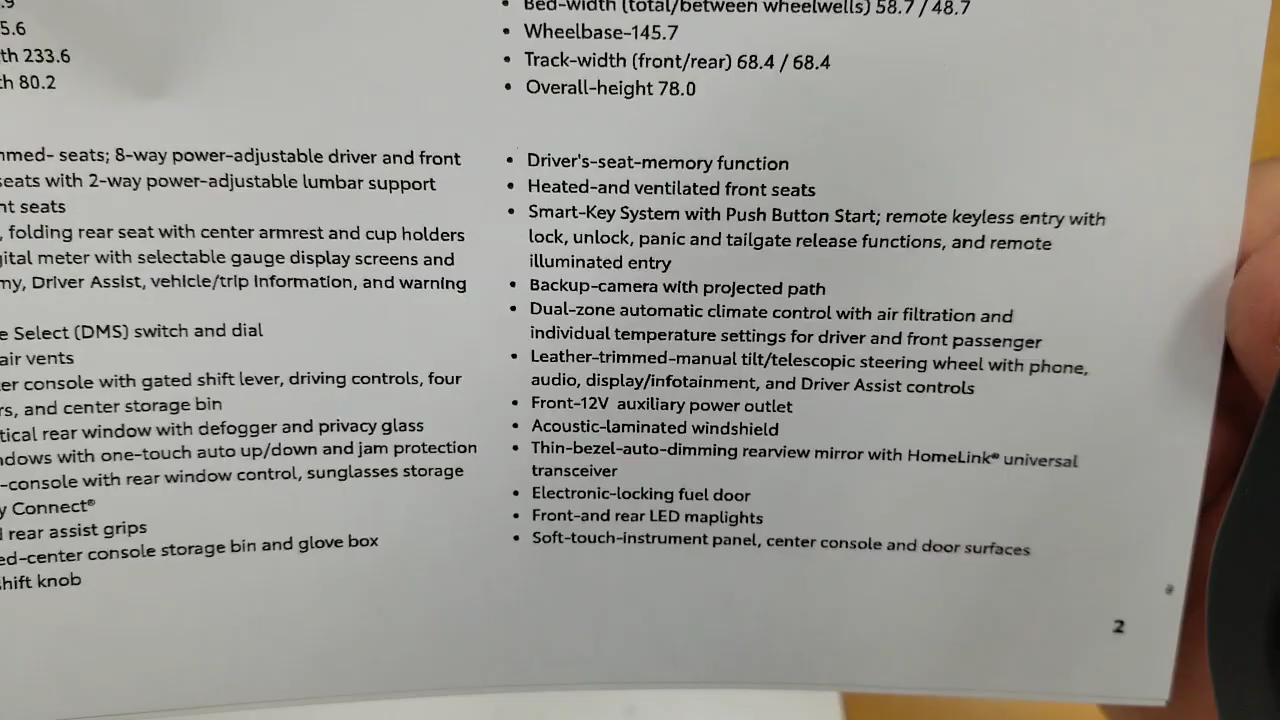 5.6
th 233.6
th 80.2
• Bed-width (total/between wheelwells) 58.7 / 48.7
• Wheelbase-145.7
• Track-width (front/rear) 68.4 / 68.4
• Overall-height 78.0
mmed- seats; 8-way power-adjustable driver and front
seats with 2-way power-adjustable lumbar support
nt seats
, folding rear seat with center armrest and cup holders
gital meter with selectable gauge display screens and
my, Driver Assist, vehicle/trip information, and warning
e Select (DMS) switch and dial
air vents
er console with gated shift lever, driving controls, four
rs, and center storage bin
tical rear window with defogger and privacy glass
ndows with one-touch auto up/down and jam protection
-console with rear window control, sunglasses storage
y Connect®
rear assist grips
ed-center console storage bin and glove box
shift knob
• Driver's-seat-memory function
• Heated-and ventilated front seats
• Smart-Key System with Push Button Start; remote keyless entry with
lock, unlock, panic and tailgate release functions, and remote
illuminated entry
• Backup-camera with projected path
• Dual-zone automatic climate control with air filtration and
individual temperature settings for driver and front passenger
• Leather-trimmed-manual tilt/telescopic steering wheel with phone,
audio, display/infotainment, and Driver Assist controls
• Front-12V auxiliary power outlet
• Acoustic-laminated windshield
• Thin-bezel-auto-dimming rearview mirror with HomeLink® universal
transceiver
• Electronic-locking fuel door
• Front-and rear LED maplights
• Soft-touch-instrument panel, center console and door surfaces
2